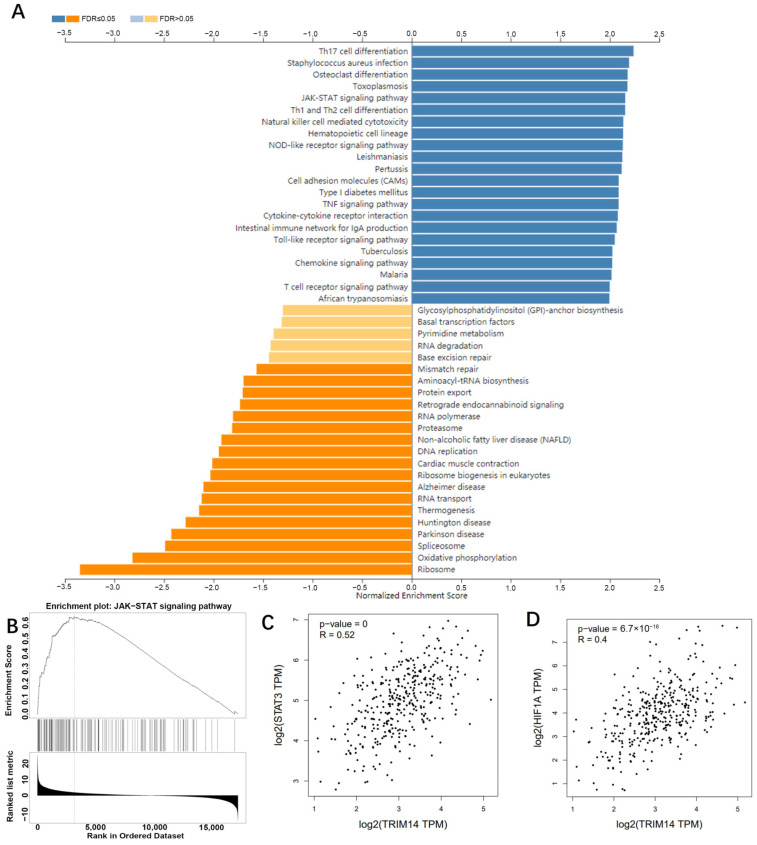 A
FDR≤0.05 FDR>0.05
−3.5 −3.0 −2.5 −2.0 −1.5 −1.0 −0.5 0.0 0.5 1.0 1.5 2.0 2.5
Th17 cell differentiation
Staphylococcus aureus infection
Osteoclast differentiation
Toxoplasmosis
JAK-STAT signaling pathway
Th1 and Th2 cell differentiation
Natural killer cell mediated cytotoxicity
Hematopoietic cell lineage
NOD-like receptor signaling pathway
Leishmaniasis
Pertussis
Cell adhesion molecules (CAMs)
Type I diabetes mellitus
TNF signaling pathway
Cytokine-cytokine receptor interaction
Intestinal immune network for IgA production
Toll-like receptor signaling pathway
Tuberculosis
Chemokine signaling pathway
Malaria
T cell receptor signaling pathway
African trypanosomiasis
Glycosylphosphatidylinositol (GPI)-anchor biosynthesis
Basal transcription factors
Pyrimidine metabolism
RNA degradation
Base excision repair
Mismatch repair
Aminoacyl-tRNA biosynthesis
Protein export
Retrograde endocannabinoid signaling
RNA polymerase
Proteasome
Non-alcoholic fatty liver disease (NAFLD)
DNA replication
Cardiac muscle contraction
Ribosome biogenesis in eukaryotes
Alzheimer disease
RNA transport
Thermogenesis
Huntington disease
Parkinson disease
Spliceosome
Oxidative phosphorylation
Ribosome
−3.5 −3.0 −2.5 −2.0 −1.5 −1.0 −0.5 0.0 0.5 1.0 1.5 2.0 2.5
Normalized Enrichment Score
B
Enrichment plot: JAK−STAT signaling pathway
Enrichment Score
0.0 0.1 0.2 0.3 0.4 0.5 0.6
Ranked list metric
−10 0 10 20
0 5,000 10,000 15,000
Rank in Ordered Dataset
C
p−value = 0
R = 0.52
log2(STAT3 TPM)
3 4 5 6 7
1 2 3 4 5
log2(TRIM14 TPM)
D
p−value = 6.7×10⁻¹⁶
R = 0.4
log2(HIF1A TPM)
1 2 3 4 5 6 7
1 2 3 4 5
log2(TRIM14 TPM)